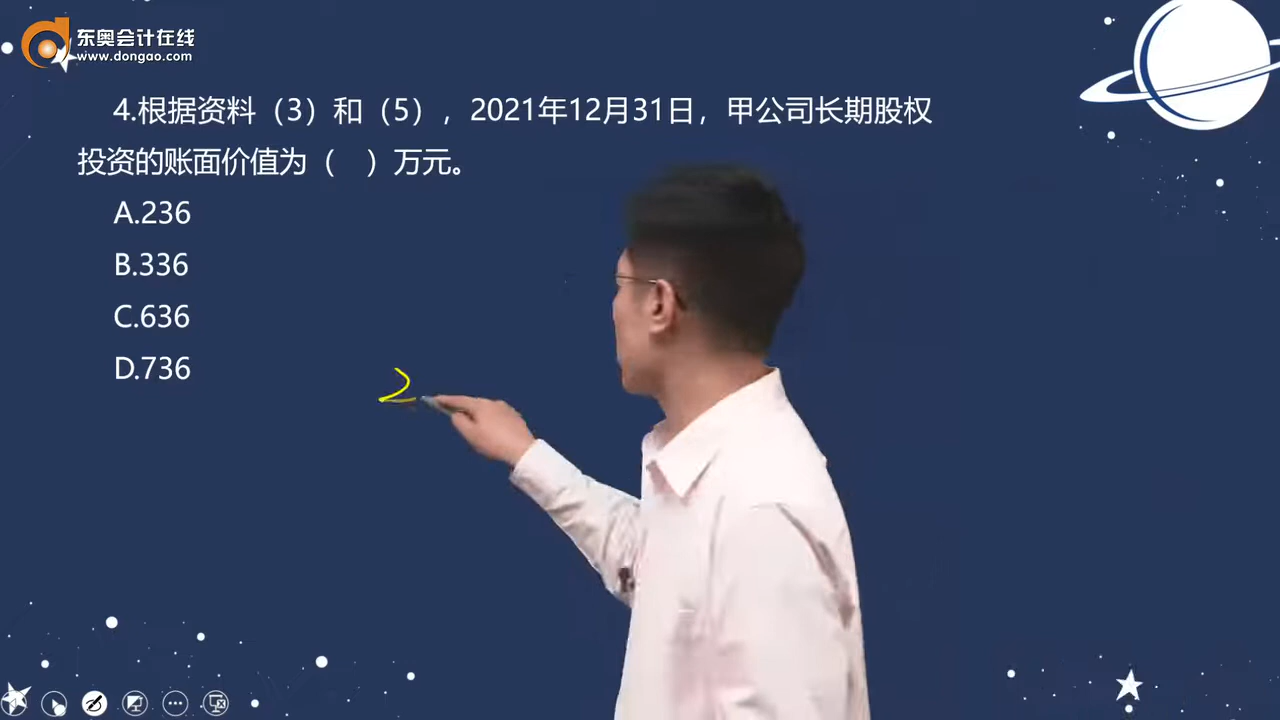 东奥会计在线
www.dongao.com
4.根据资料（3）和（5），2021年12月31日，甲公司长期股权
投资的账面价值为（　）万元。
A.236
B.336
C.636
D.736
2